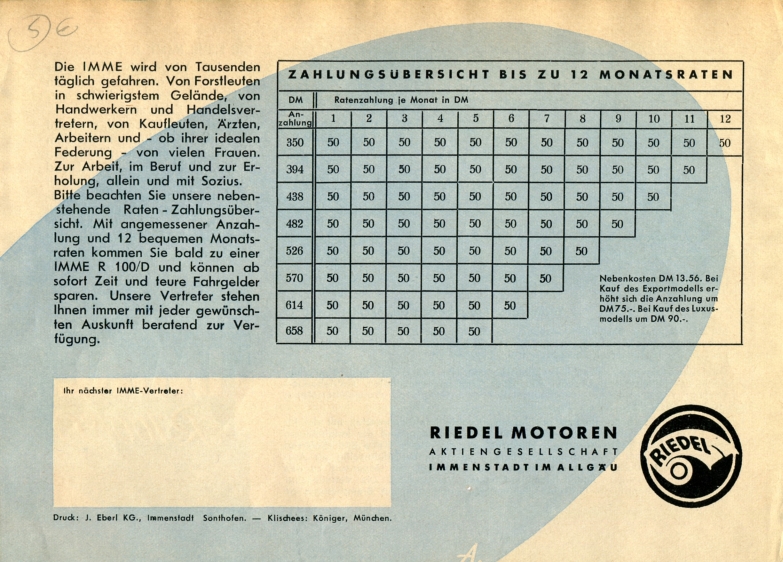 5 €
Die IMME wird von Tausenden
täglich gefahren. Von Forstleuten
in schwierigstem Gelände, von
Handwerkern und Handelsver-
tretern, von Kaufleuten, Ärzten,
Arbeitern und - ob ihrer idealen
Federung - von vielen Frauen.
Zur Arbeit, im Beruf und zur Er-
holung, allein und mit Sozius.
Bitte beachten Sie unsere neben-
stehende Raten - Zahlungsüber-
sicht. Mit angemessener Anzah-
lung und 12 bequemen Monats-
raten kommen Sie bald zu einer
IMME R 100/D und können ab
sofort Zeit und teure Fahrgelder
sparen. Unsere Vertreter stehen
Ihnen immer mit jeder gewünsch-
ten Auskunft beratend zur Ver-
fügung.
ZAHLUNGSÜBERSICHT BIS ZU 12 MONATSRATEN
DM Ratenzahlung je Monat in DM
An-
zahlung 1 2 3 4 5 6 7 8 9 10 11 12
350 50 50 50 50 50 50 50 50 50 50 50 50
394 50 50 50 50 50 50 50 50 50 50 50
438 50 50 50 50 50 50 50 50 50 50
482 50 50 50 50 50 50 50 50 50
526 50 50 50 50 50 50 50 50
570 50 50 50 50 50 50 50
614 50 50 50 50 50 50
658 50 50 50 50 50
Nebenkosten DM 13.56. Bei
Kauf des Exportmodells er-
höht sich die Anzahlung um
DM 75.-. Bei Kauf des Luxus-
modells um DM 90.-.
Ihr nächster IMME-Vertreter:
RIEDEL MOTOREN
AKTIENGESELLSCHAFT
IMMENSTADT IM ALLGÄU
RIEDEL
Druck: J. Eberl KG., Immenstadt Sonthofen. — Klischees: Königer, München.